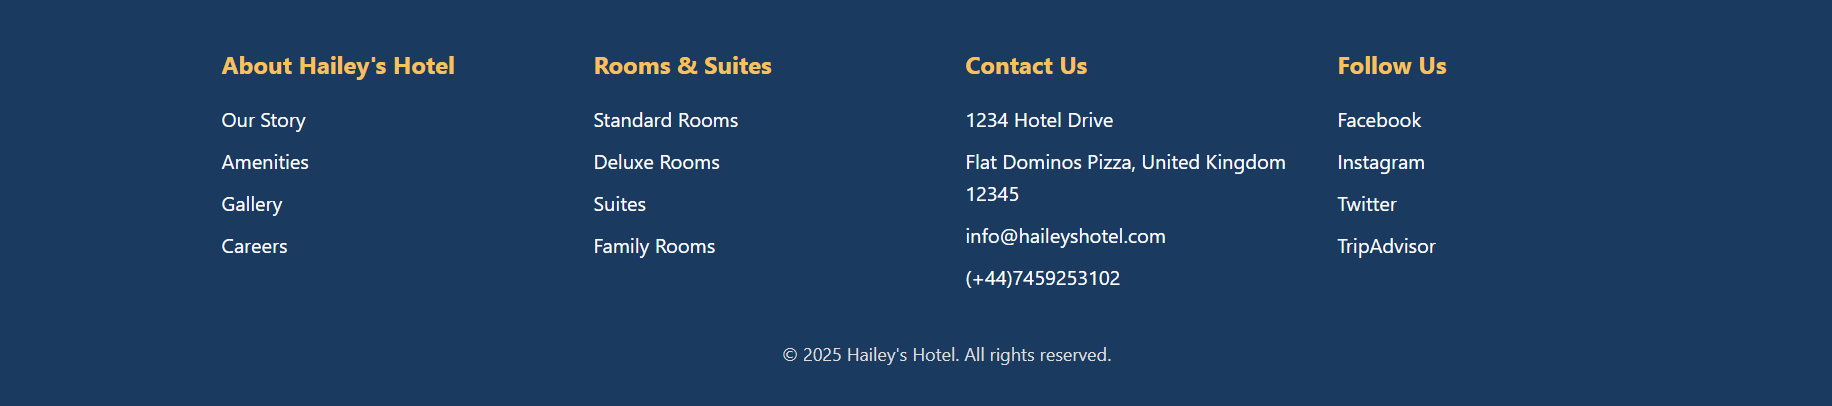 About Hailey's Hotel
Our Story
Amenities
Gallery
Careers
Rooms & Suites
Standard Rooms
Deluxe Rooms
Suites
Family Rooms
Contact Us
1234 Hotel Drive
Flat Dominos Pizza, United Kingdom
12345
info@haileyshotel.com
(+44)7459253102
Follow Us
Facebook
Instagram
Twitter
TripAdvisor
© 2025 Hailey's Hotel. All rights reserved.